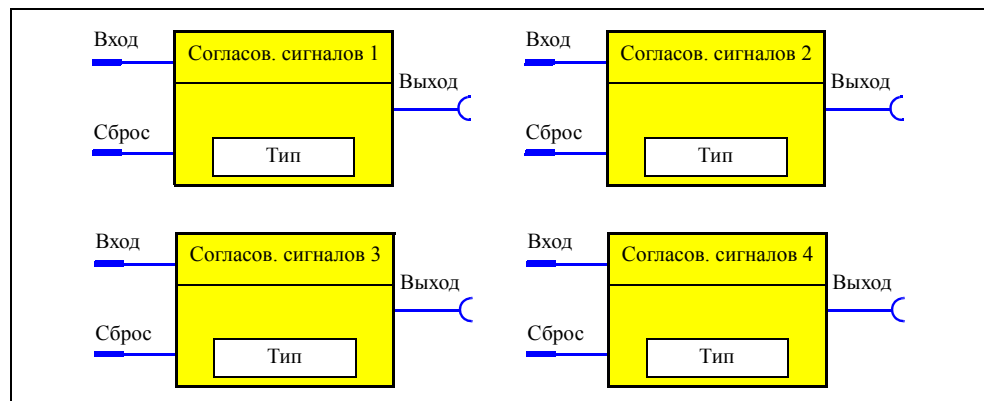 Вход
Согласов. сигналов 1
Выход
Сброс
Тип
Вход
Согласов. сигналов 2
Выход
Сброс
Тип
Вход
Согласов. сигналов 3
Выход
Сброс
Тип
Вход
Согласов. сигналов 4
Выход
Сброс
Тип